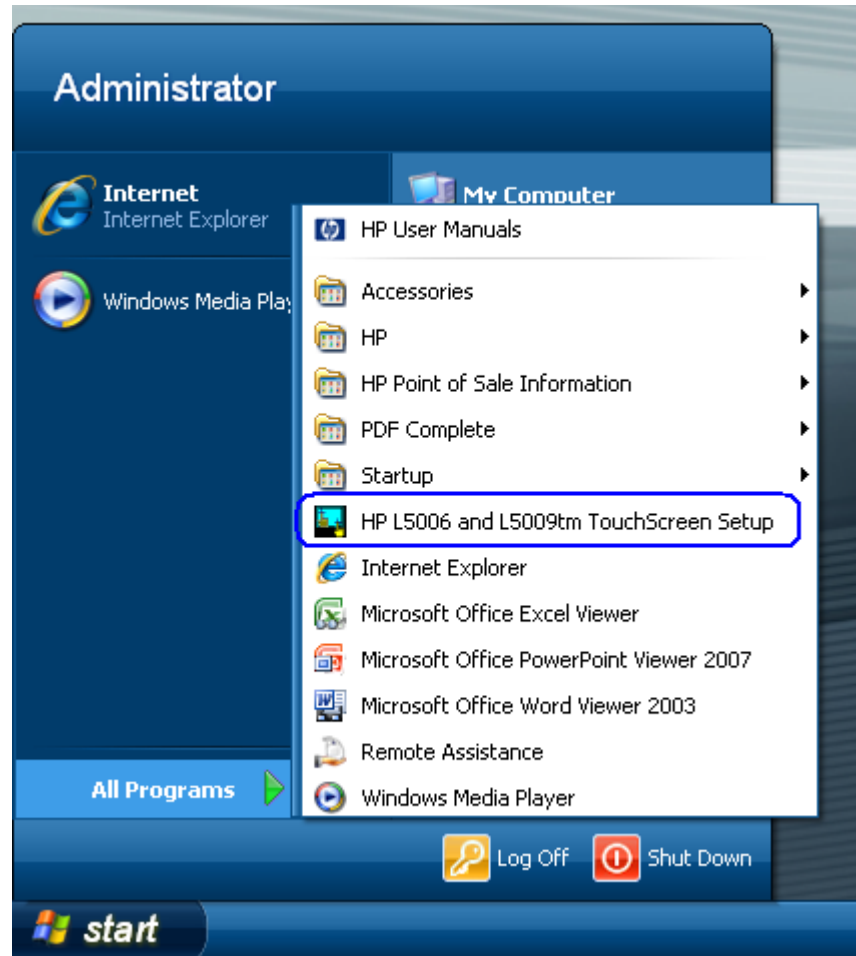 Administrator
Internet
Internet Explorer
My Computer
Windows Media Play
HP User Manuals
Accessories
HP
HP Point of Sale Information
PDF Complete
Startup
HP L5006 and L5009tm TouchScreen Setup
Internet Explorer
Microsoft Office Excel Viewer
Microsoft Office PowerPoint Viewer 2007
Microsoft Office Word Viewer 2003
Remote Assistance
Windows Media Player
All Programs
Log Off
Shut Down
start